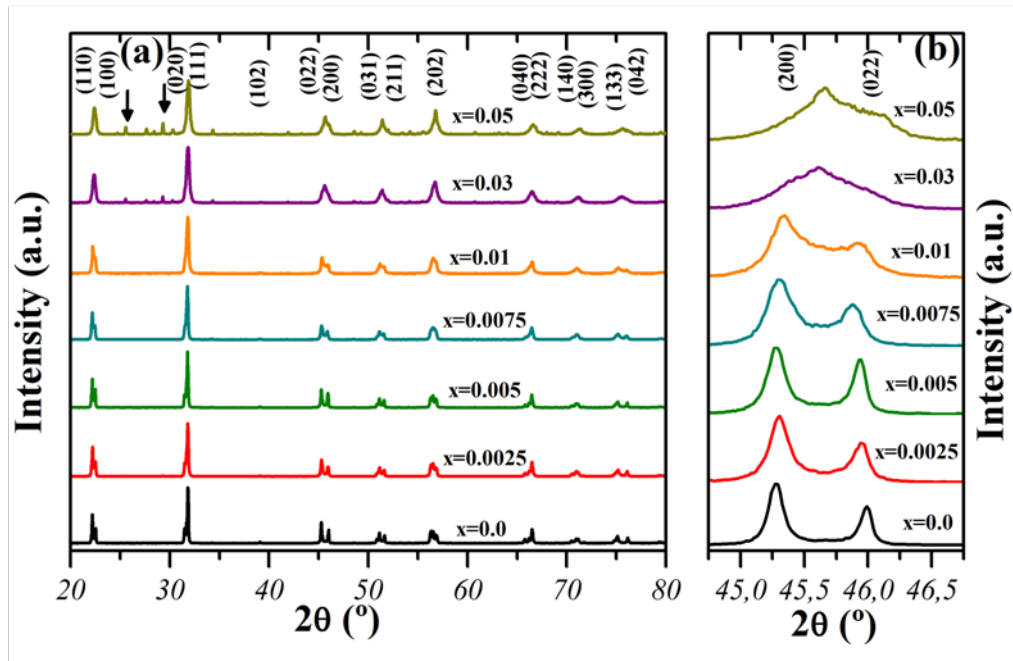 (110)
(100)
(a)
(020)
(111)
(102)
(022)
(200)
(031)
(211)
(202)
(040)
(222)
(140)
(300)
(133)
(042)
x=0.05
x=0.03
x=0.01
x=0.0075
x=0.005
x=0.0025
x=0.0
Intensity (a.u.)
20 30 40 50 60 70 80
2θ (º)
(b)
(200)
(022)
x=0.05
x=0.03
x=0.01
x=0.0075
x=0.005
x=0.0025
x=0.0
Intensity (a.u.)
45,0 45,5 46,0 46,5
2θ (º)